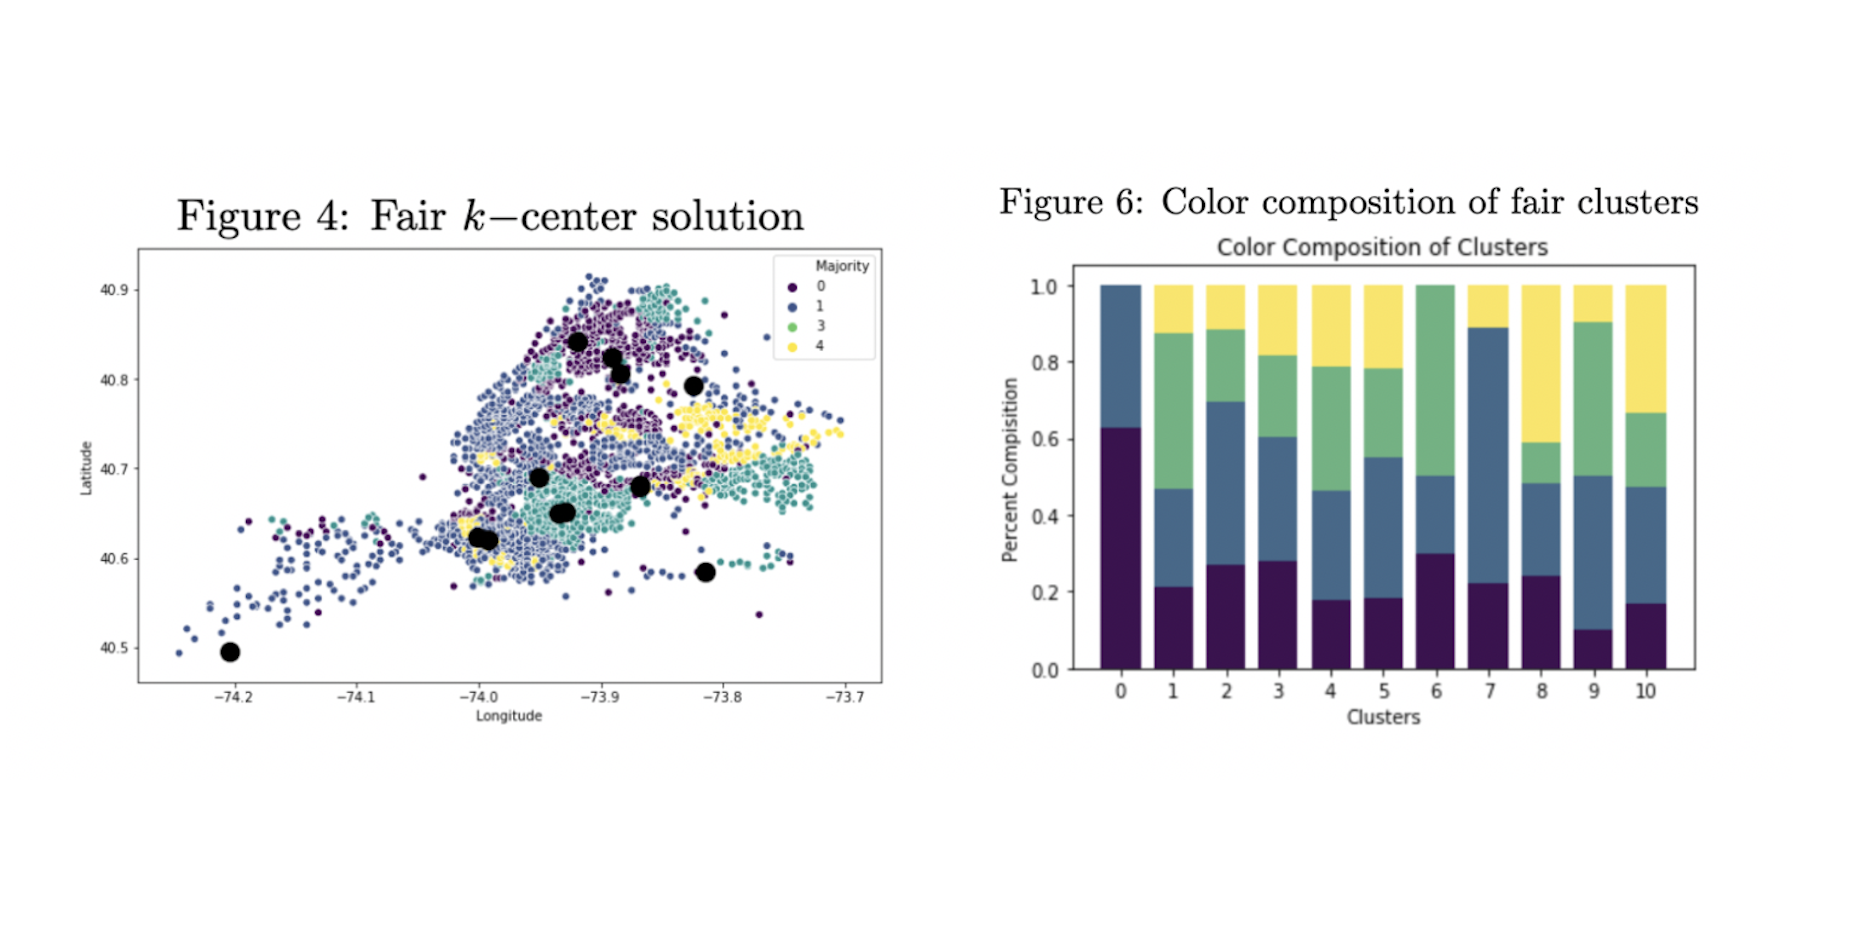 Figure 4: Fair k−center solution
Majority
0
1
3
4
40.9
40.8
40.7
40.6
40.5
Latitude
−74.2 −74.1 −74.0 −73.9 −73.8 −73.7
Longitude
Figure 6: Color composition of fair clusters
Color Composition of Clusters
1.0
0.8
0.6
0.4
0.2
0.0
Percent Compisition
0 1 2 3 4 5 6 7 8 9 10
Clusters